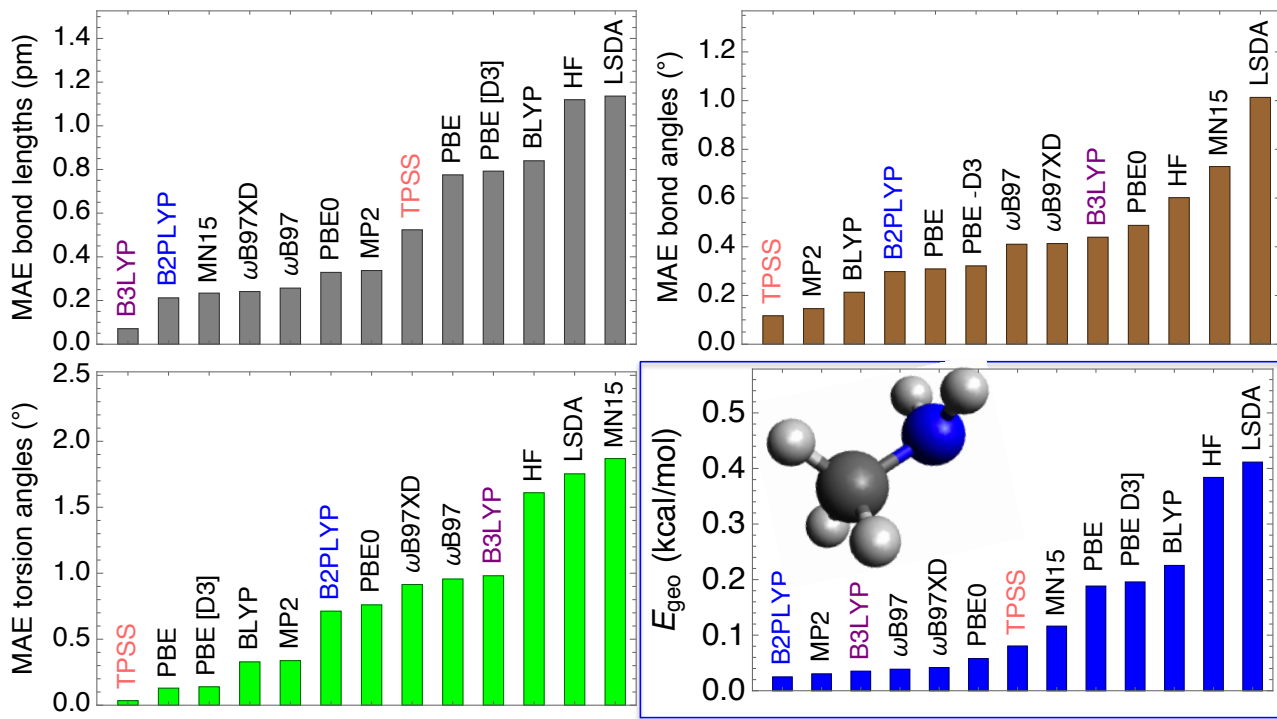 MAE bond lengths (pm)
1.4
1.2
1.0
0.8
0.6
0.4
0.2
0.0
B3LYP
B2PLYP
MN15
ωB97XD
ωB97
PBE0
MP2
TPSS
PBE
PBE [D3]
BLYP
HF
LSDA
MAE bond angles (°)
1.2
1.0
0.8
0.6
0.4
0.2
0.0
TPSS
MP2
BLYP
B2PLYP
PBE
PBE -D3
ωB97
ωB97XD
B3LYP
PBE0
HF
MN15
LSDA
MAE torsion angles (°)
2.5
2.0
1.5
1.0
0.5
0.0
TPSS
PBE
PBE [D3]
BLYP
MP2
B2PLYP
PBE0
ωB97XD
ωB97
B3LYP
HF
LSDA
MN15
Egeo (kcal/mol)
0.5
0.4
0.3
0.2
0.1
0.0
B2PLYP
MP2
B3LYP
ωB97
ωB97XD
PBE0
TPSS
MN15
PBE
PBE D3]
BLYP
HF
LSDA